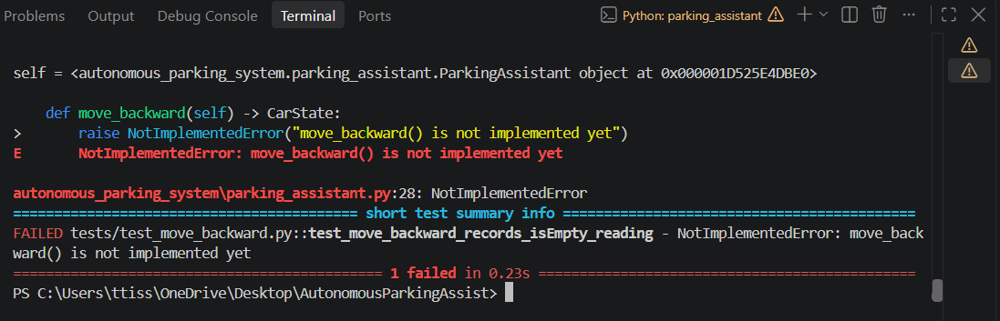 Problems Output Debug Console Terminal Ports Python: parking_assistant
self = <autonomous_parking_system.parking_assistant.ParkingAssistant object at 0x000001D525E4DBE0>
def move_backward(self) -> CarState:
> raise NotImplementedError("move_backward() is not implemented yet")
E NotImplementedError: move_backward() is not implemented yet
autonomous_parking_system\parking_assistant.py:28: NotImplementedError
========================================== short test summary info ===========================================
FAILED tests/test_move_backward.py::test_move_backward_records_isEmpty_reading - NotImplementedError: move_back
ward() is not implemented yet
============================================= 1 failed in 0.23s ==============================================
PS C:\Users\ttiss\OneDrive\Desktop\AutonomousParkingAssist>